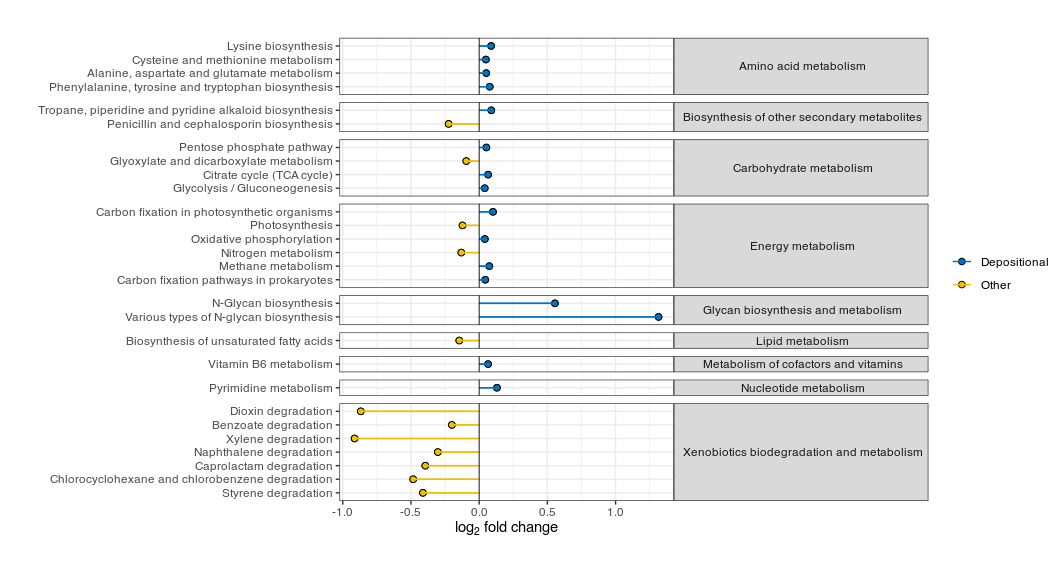 Lysine biosynthesis
Cysteine and methionine metabolism
Alanine, aspartate and glutamate metabolism
Phenylalanine, tyrosine and tryptophan biosynthesis
Amino acid metabolism
Tropane, piperidine and pyridine alkaloid biosynthesis
Penicillin and cephalosporin biosynthesis
Biosynthesis of other secondary metabolites
Pentose phosphate pathway
Glyoxylate and dicarboxylate metabolism
Citrate cycle (TCA cycle)
Glycolysis / Gluconeogenesis
Carbohydrate metabolism
Carbon fixation in photosynthetic organisms
Photosynthesis
Oxidative phosphorylation
Nitrogen metabolism
Methane metabolism
Carbon fixation pathways in prokaryotes
Energy metabolism
N-Glycan biosynthesis
Various types of N-glycan biosynthesis
Glycan biosynthesis and metabolism
Biosynthesis of unsaturated fatty acids
Lipid metabolism
Vitamin B6 metabolism
Metabolism of cofactors and vitamins
Pyrimidine metabolism
Nucleotide metabolism
Dioxin degradation
Benzoate degradation
Xylene degradation
Naphthalene degradation
Caprolactam degradation
Chlorocyclohexane and chlorobenzene degradation
Styrene degradation
Xenobiotics biodegradation and metabolism
-1.0 -0.5 0.0 0.5 1.0
log2 fold change
Depositional
Other